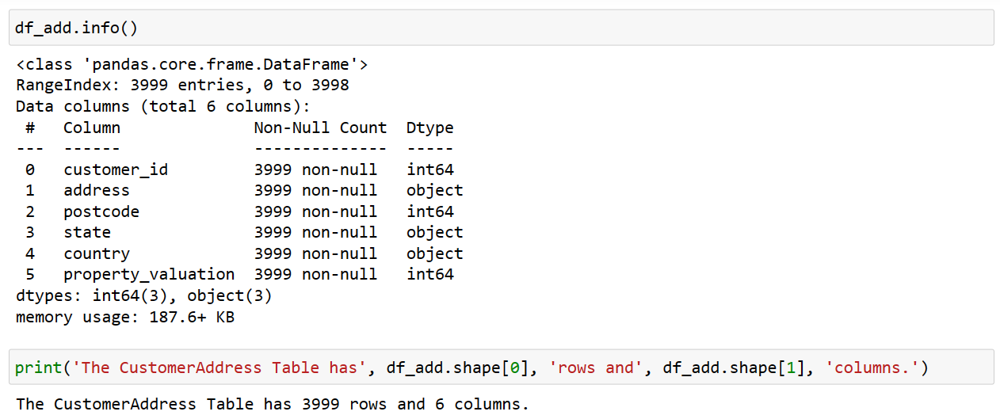 df_add.info()
<class 'pandas.core.frame.DataFrame'>
RangeIndex: 3999 entries, 0 to 3998
Data columns (total 6 columns):
 #   Column              Non-Null Count  Dtype
---  ------              --------------  -----
 0   customer_id         3999 non-null   int64
 1   address             3999 non-null   object
 2   postcode            3999 non-null   int64
 3   state               3999 non-null   object
 4   country             3999 non-null   object
 5   property_valuation  3999 non-null   int64
dtypes: int64(3), object(3)
memory usage: 187.6+ KB
print('The CustomerAddress Table has', df_add.shape[0], 'rows and', df_add.shape[1], 'columns.')
The CustomerAddress Table has 3999 rows and 6 columns.